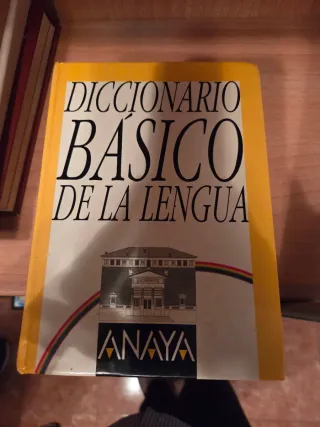 DICCIONARIO
BÁSICO
DE LA LENGUA
ANAYA